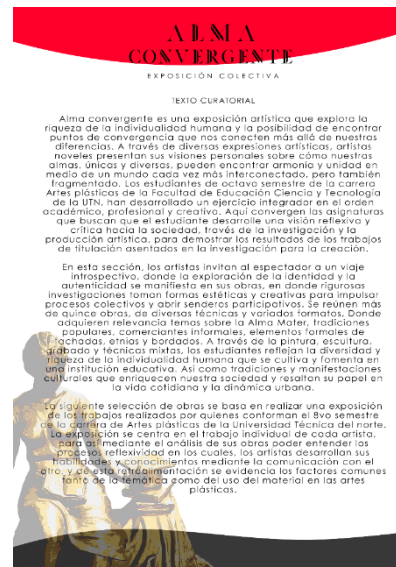 ALMA
CONVERGENTE
EXPOSICIÓN COLECTIVA
TEXTO CURATORIAL
Alma convergente es una exposición artística que explora la
riqueza de la individualidad humana y la posibilidad de encontrar
puntos de convergencia que nos conecten más allá de nuestras
diferencias. A través de diversas expresiones artísticas, artistas
noveles presentan sus visiones personales sobre cómo nuestras
almas, únicas y diversas, pueden encontrar armonía y unidad en
medio de un mundo cada vez más interconectado, pero también
fragmentado. Los estudiantes de octavo semestre de la carrera
Artes plásticas de la Facultad de Educación Ciencia y Tecnología
de la UTN, han desarrollado un ejercicio integrador en el orden
académico, profesional y creativo. Aquí convergen las asignaturas
que buscan que el estudiante desarrolle una visión reflexiva y
crítica hacia la sociedad, través de la investigación y la
producción artística, para demostrar los resultados de los trabajos
de titulación asentados en la investigación para la creación.
En esta sección, los artistas invitan al espectador a un viaje
introspectivo, donde la exploración de la identidad y la
autenticidad se manifiesta en sus obras, en donde rigurosas
investigaciones toman formas estéticas y creativas para impulsar
procesos colectivos y abrir senderos participativos. Se reúnen más
de quince obras, de diversas técnicas y variados formatos. Donde
adquieren relevancia temas sobre la Alma Mater, tradiciones
populares, comerciantes informales, elementos formales de
fachadas, etnias y bordados. A través de la pintura, escultura,
grabado y técnicas mixtas, los estudiantes reflejan la diversidad y
riqueza de la individualidad humana que se cultiva y fomenta en
una institución educativa. Así como tradiciones y manifestaciones
culturales que enriquecen nuestra sociedad y resaltan su papel en
la vida cotidiana y la dinámica urbana.
La siguiente selección de obras se basa en realizar una exposición
de los trabajos realizados por quienes conforman el 8vo semestre
de la carrera de Artes plásticas de la Universidad Técnica del norte.
La exposición se centra en el trabajo individual de cada artista,
para así mediante el análisis de sus obras poder entender los
procesos reflexividad en los cuales, los artistas desarrollan sus
habilidades y conocimientos mediante la comunicación con el
otro, y de esta retroalimentación se evidencia los factores comunes
tanto de la temática como del uso del material en las artes
plásticas.